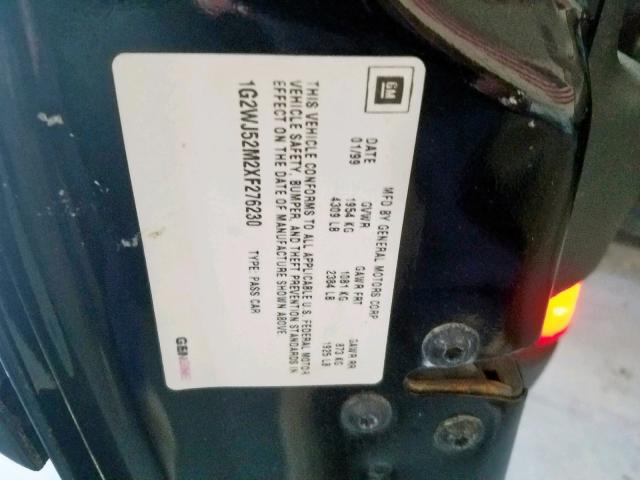 GM
MFD BY GENERAL MOTORS CORP
DATE GVWR GAWR FRT GAWR RR
01/99 1954 KG 1081 KG 873 KG
4309 LB 2384 LB 1925 LB
THIS VEHICLE CONFORMS TO ALL APPLICABLE U.S. FEDERAL MOTOR
VEHICLE SAFETY, BUMPER, AND THEFT PREVENTION STANDARDS IN
EFFECT ON THE DATE OF MANUFACTURE SHOWN ABOVE
1G2WJ52M2XF276230 TYPE: PASS CAR